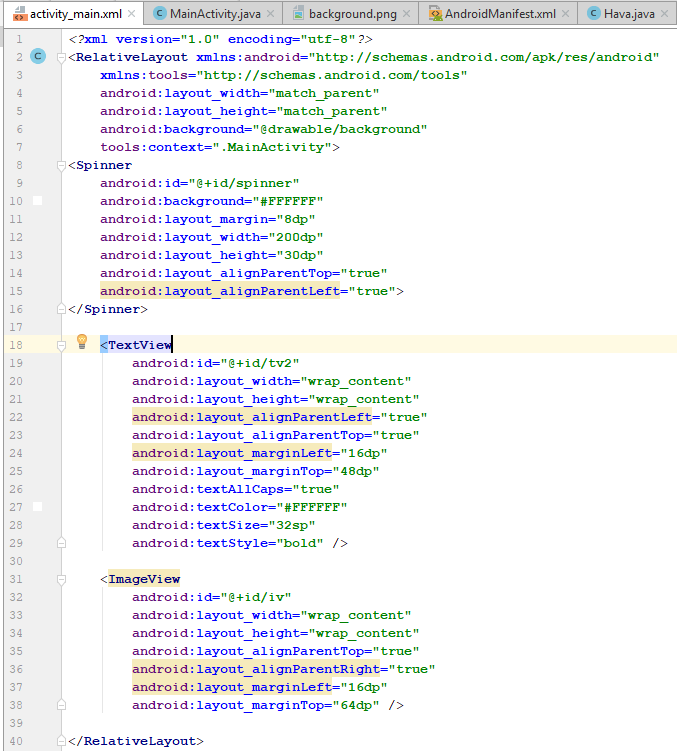 activity_main.xml MainActivity.java background.png AndroidManifest.xml Hava.java
1 <?xml version="1.0" encoding="utf-8"?>
2 C <RelativeLayout xmlns:android="http://schemas.android.com/apk/res/android"
3 xmlns:tools="http://schemas.android.com/tools"
4 android:layout_width="match_parent"
5 android:layout_height="match_parent"
6 android:background="@drawable/background"
7 tools:context=".MainActivity">
8 <Spinner
9 android:id="@+id/spinner"
10 android:background="#FFFFFF"
11 android:layout_margin="8dp"
12 android:layout_width="200dp"
13 android:layout_height="30dp"
14 android:layout_alignParentTop="true"
15 android:layout_alignParentLeft="true">
16 </Spinner>
17
18 <TextView
19 android:id="@+id/tv2"
20 android:layout_width="wrap_content"
21 android:layout_height="wrap_content"
22 android:layout_alignParentLeft="true"
23 android:layout_alignParentTop="true"
24 android:layout_marginLeft="16dp"
25 android:layout_marginTop="48dp"
26 android:textAllCaps="true"
27 android:textColor="#FFFFFF"
28 android:textSize="32sp"
29 android:textStyle="bold" />
30
31 <ImageView
32 android:id="@+id/iv"
33 android:layout_width="wrap_content"
34 android:layout_height="wrap_content"
35 android:layout_alignParentTop="true"
36 android:layout_alignParentRight="true"
37 android:layout_marginLeft="16dp"
38 android:layout_marginTop="64dp" />
39
40 </RelativeLayout>